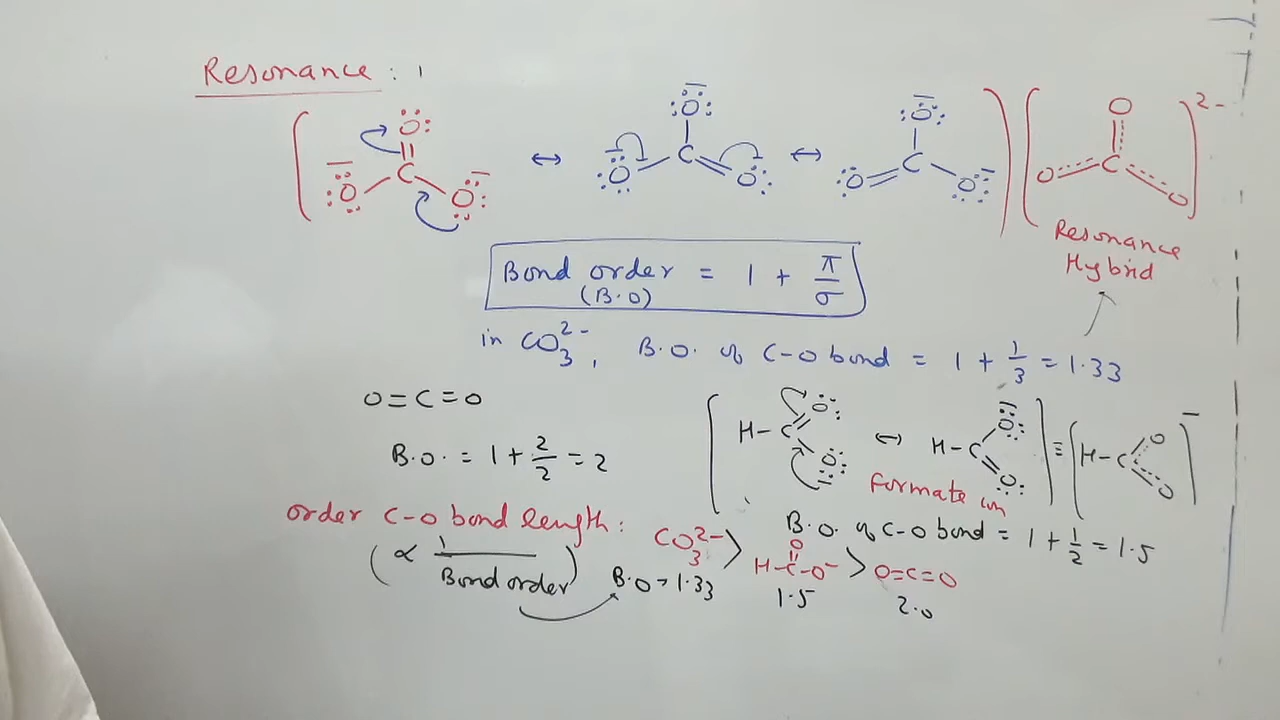 Resonance :
[ :Ö: C :Ö: :Ö: ↔ :Ö: C :Ö: :Ö: ↔ :Ö: C :Ö: :Ö: ) [ O C O O ]2-
Resonance
Hybrid
Bond order = 1 + π/σ
(B.O)
in CO3 2-, B.O. of C-O bond = 1 + 1/3 = 1.33
O=C=O
B.O. = 1 + 2/2 = 2
[ H-C O O ↔ H-C O O ] ≡ [ H-C O O ]-
Formate ion
B.O. of C-O bond = 1 + 1/2 = 1.5
order C-O bond length : CO3 2- > H-C-O- O > O=C=O
(∝ 1/Bond order) B.O → 1.33 1.5 2.0